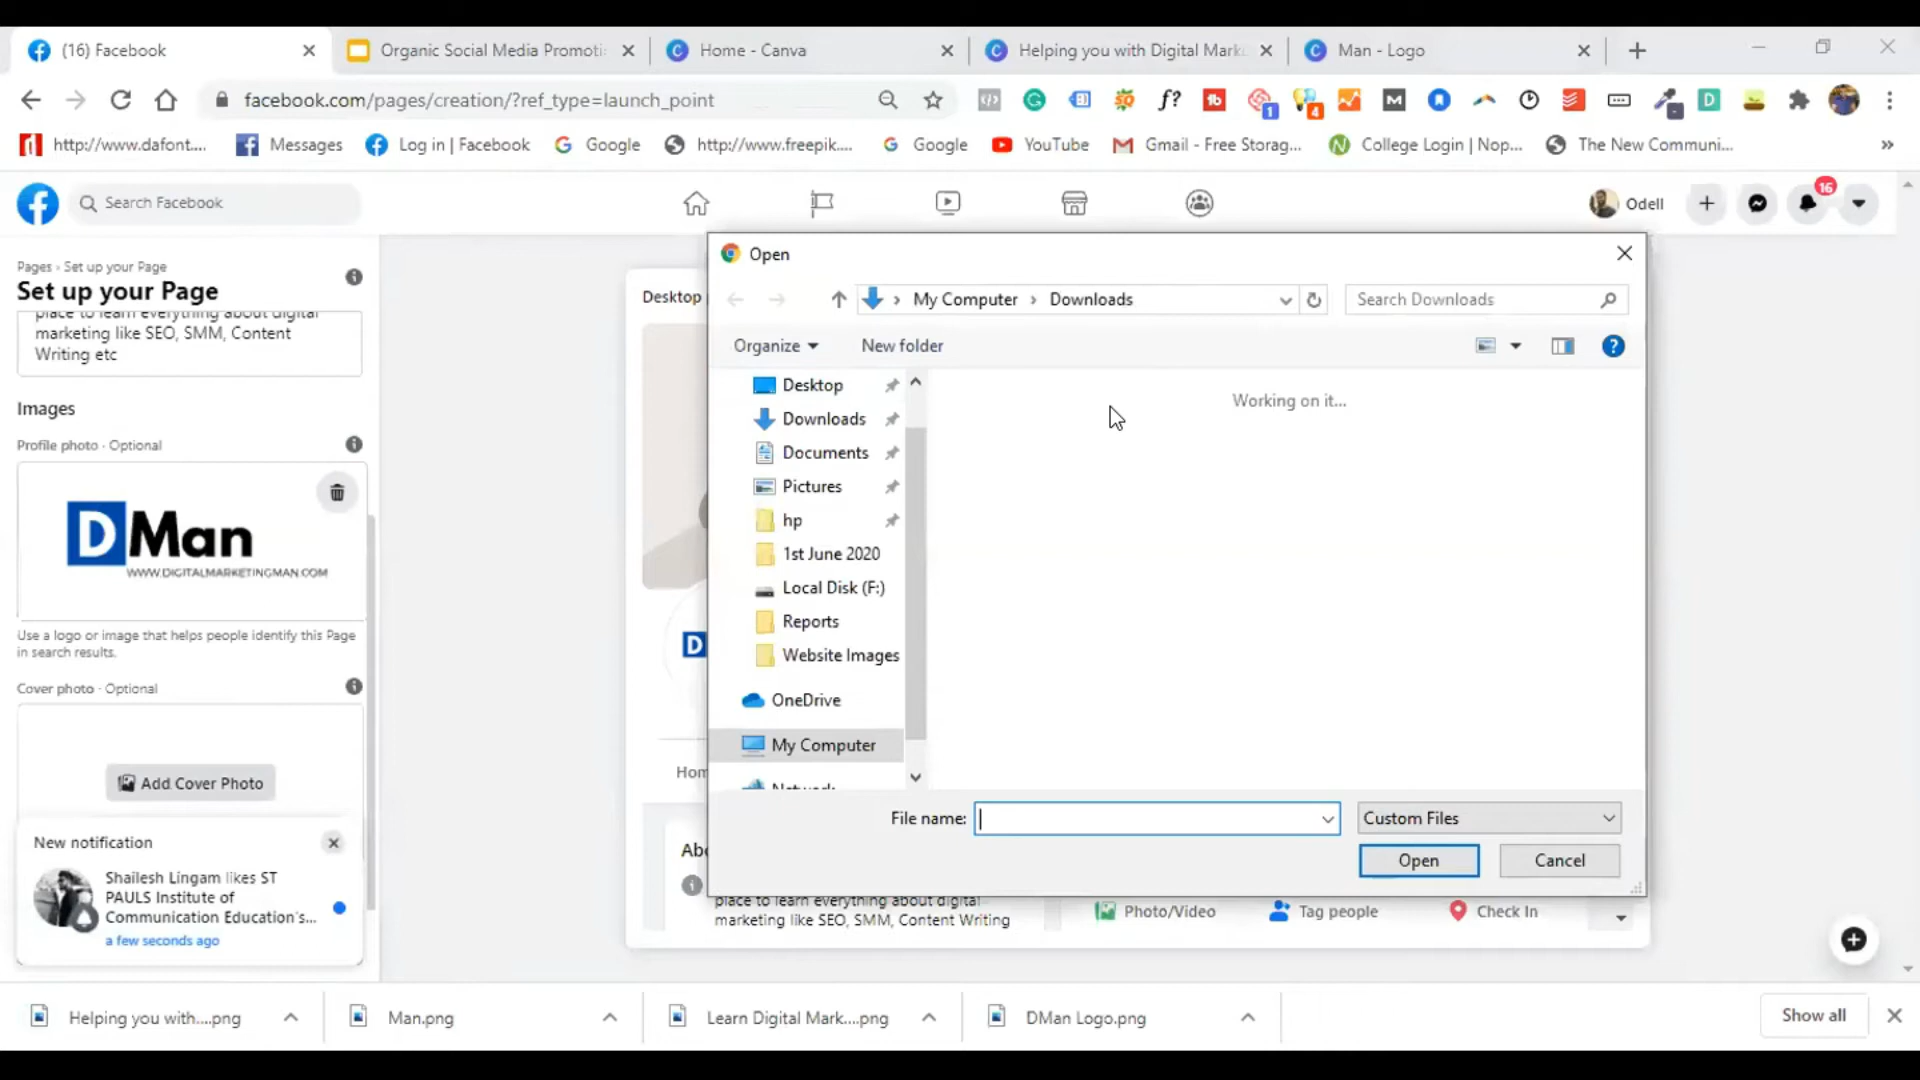 (16) Facebook
Organic Social Media Promoti
Home - Canva
Helping you with Digital Mark
Man - Logo
facebook.com/pages/creation/?ref_type=launch_point
http://www.dafont....
Messages
Log in | Facebook
Google
http://www.freepik....
Google
YouTube
Gmail - Free Storag...
College Login | Nop...
The New Communi...
Search Facebook
Odell
16
Pages › Set up your Page
Set up your Page
place to learn everything about digital
marketing like SEO, SMM, Content
Writing etc
Images
Profile photo · Optional
DMan
WWW.DIGITALMARKETINGMAN.COM
Use a logo or image that helps people identify this Page
in search results.
Cover photo · Optional
Add Cover Photo
New notification
Shailesh Lingam likes ST
PAULS Institute of
Communication Education's...
a few seconds ago
Desktop
D
Hom
Abo
place to learn everything about digital
marketing like SEO, SMM, Content Writing
Photo/Video
Tag people
Check In
Open
My Computer › Downloads
Search Downloads
Organize
New folder
Desktop
Downloads
Documents
Pictures
hp
1st June 2020
Local Disk (F:)
Reports
Website Images
OneDrive
My Computer
Network
Working on it...
File name:
Custom Files
Open
Cancel
Helping you with....png
Man.png
Learn Digital Mark....png
DMan Logo.png
Show all